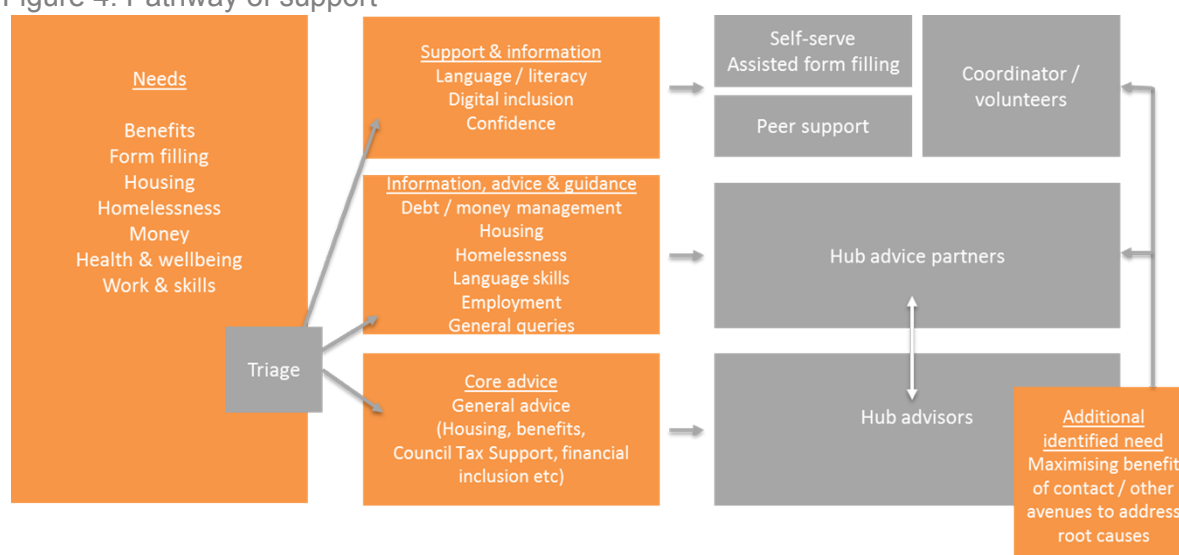 Figure 4: Pathway of support
Needs
Benefits
Form filling
Housing
Homelessness
Money
Health & wellbeing
Work & skills
Triage
Support & information
Language / literacy
Digital inclusion
Confidence
Information, advice & guidance
Debt / money management
Housing
Homelessness
Language skills
Employment
General queries
Core advice
General advice
(Housing, benefits,
Council Tax Support, financial
inclusion etc)
Self-serve
Assisted form filling
Peer support
Coordinator /
volunteers
Hub advice partners
Hub advisors
Additional
identified need
Maximising benefit
of contact / other
avenues to address
root causes